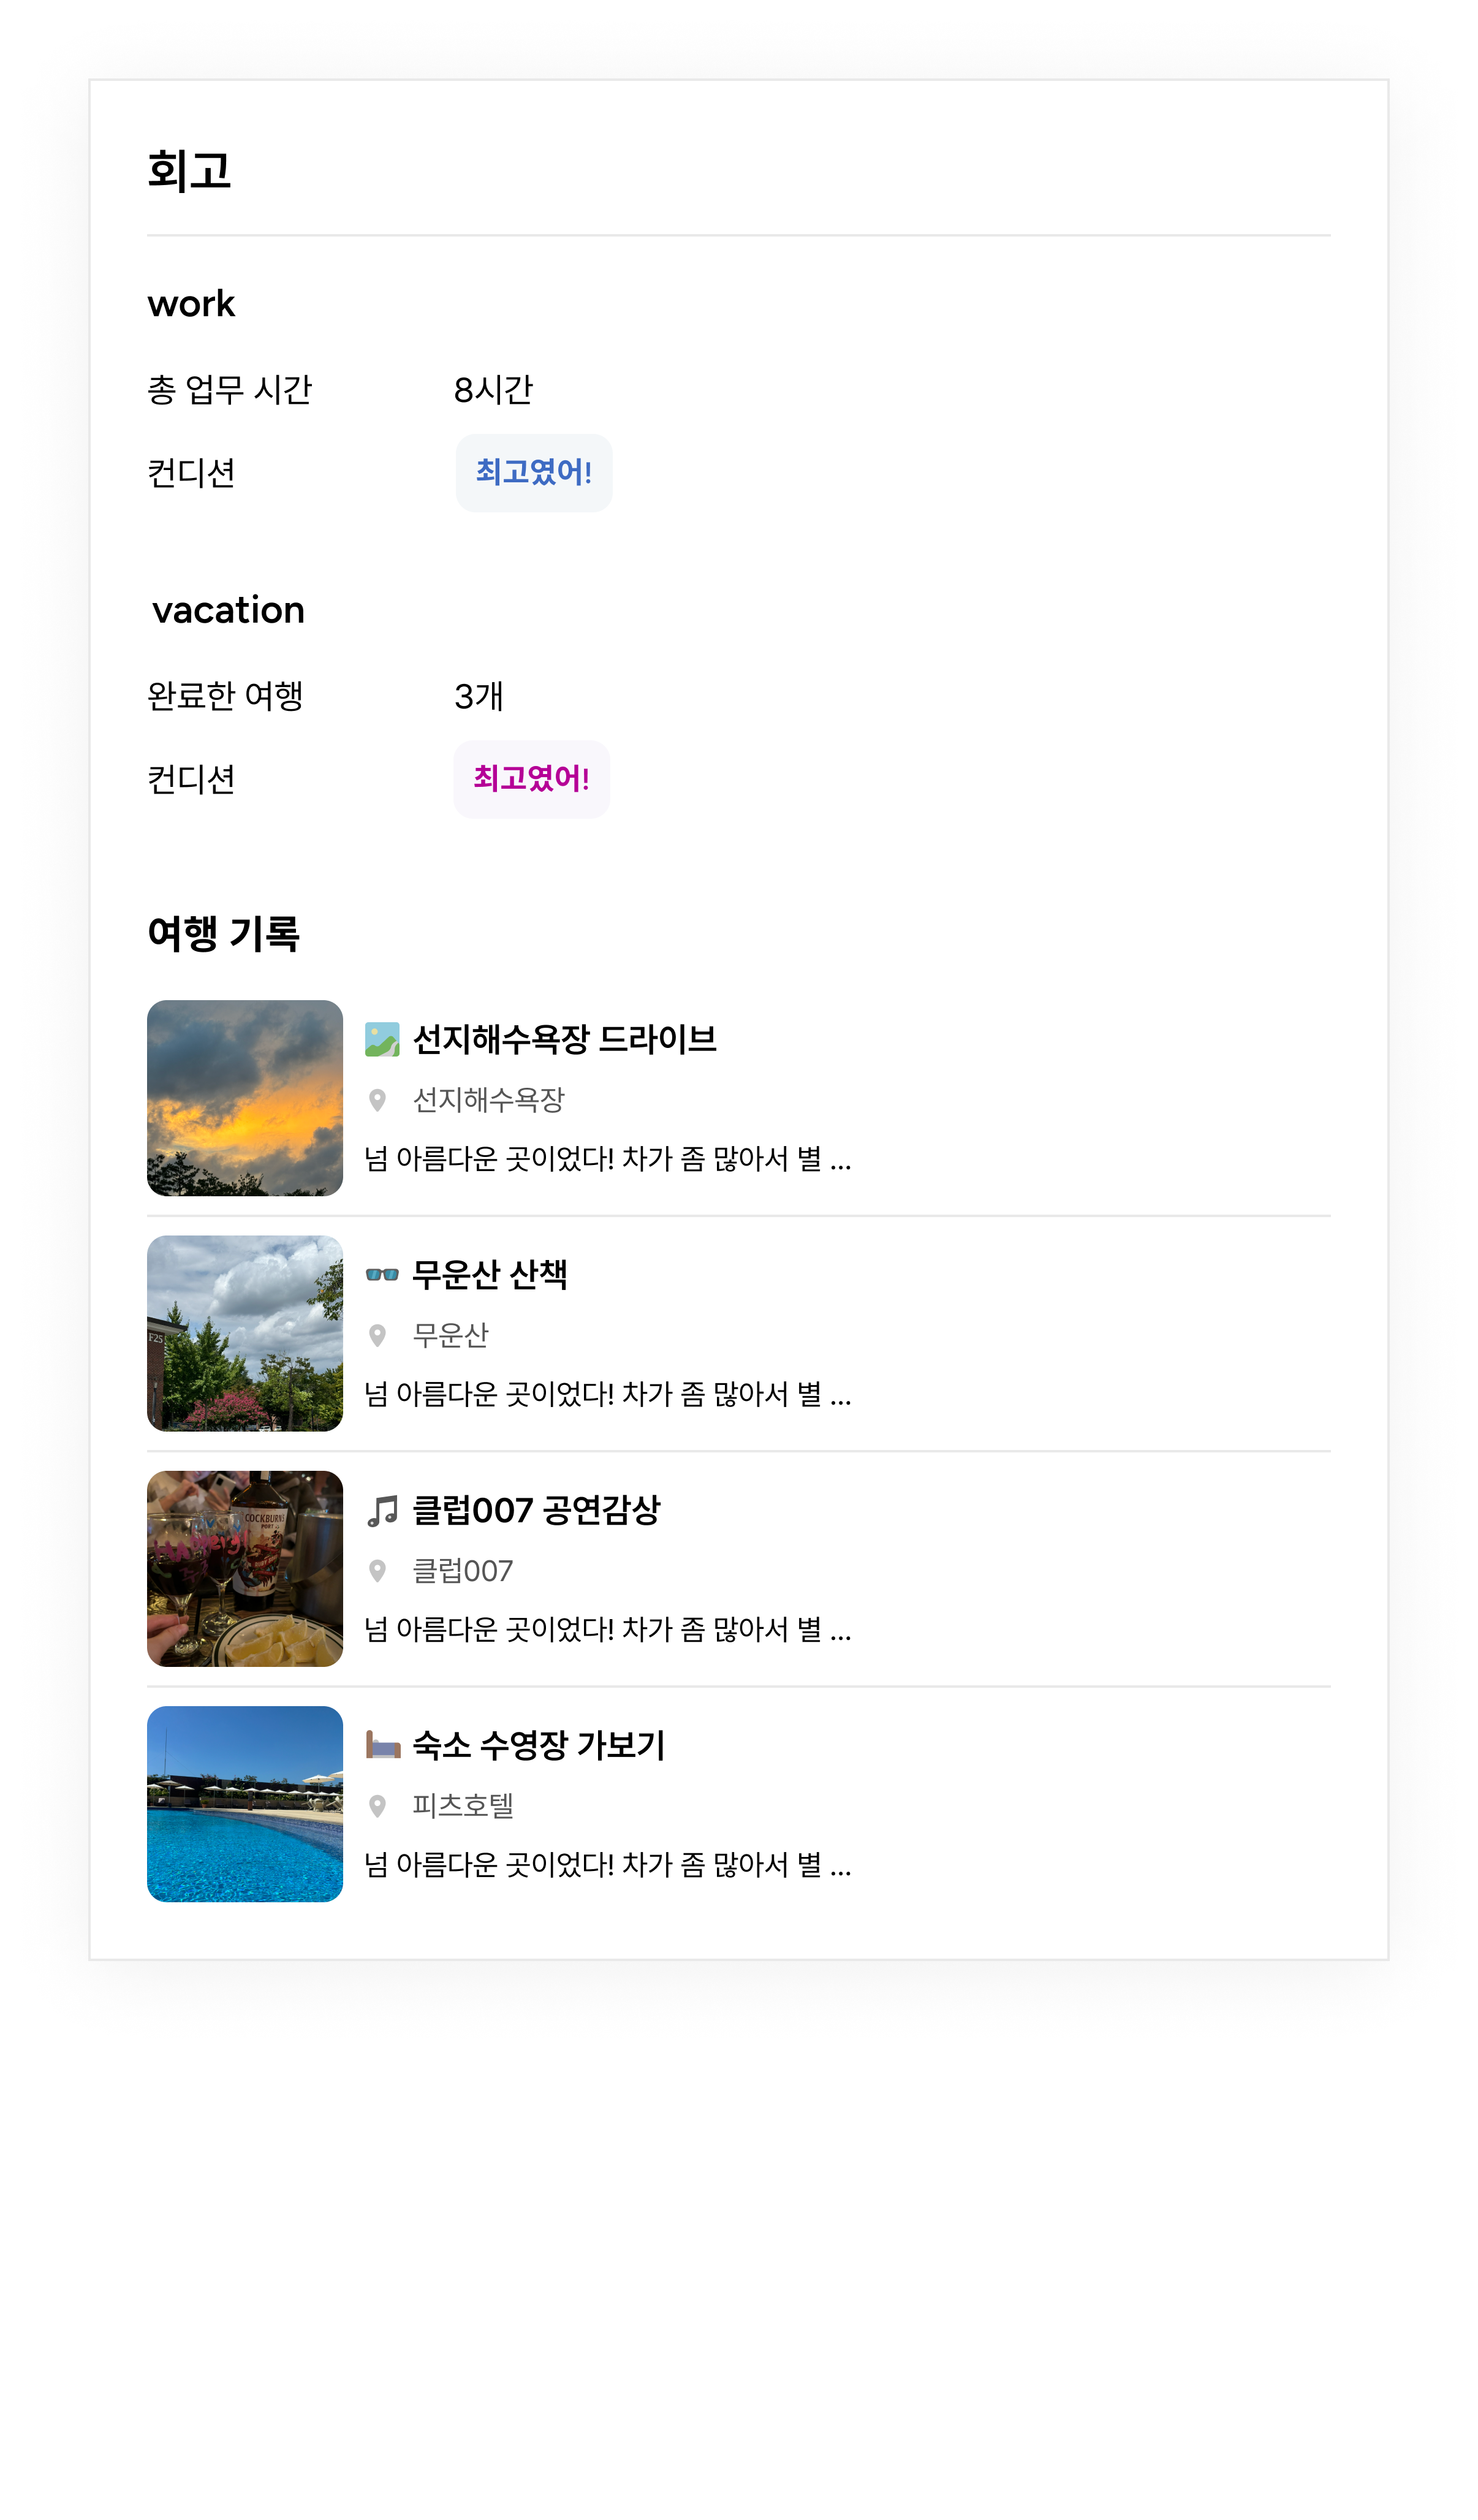 회고
work
총 업무 시간 8시간
컨디션 최고였어!
vacation
완료한 여행 3개
컨디션 최고였어!
여행 기록
선지해수욕장 드라이브
선지해수욕장
넘 아름다운 곳이었다! 차가 좀 많아서 별 ...
F25
무운산 산책
무운산
넘 아름다운 곳이었다! 차가 좀 많아서 별 ...
COCKBURN'S
PORT
클럽007 공연감상
클럽007
넘 아름다운 곳이었다! 차가 좀 많아서 별 ...
숙소 수영장 가보기
피츠호텔
넘 아름다운 곳이었다! 차가 좀 많아서 별 ...